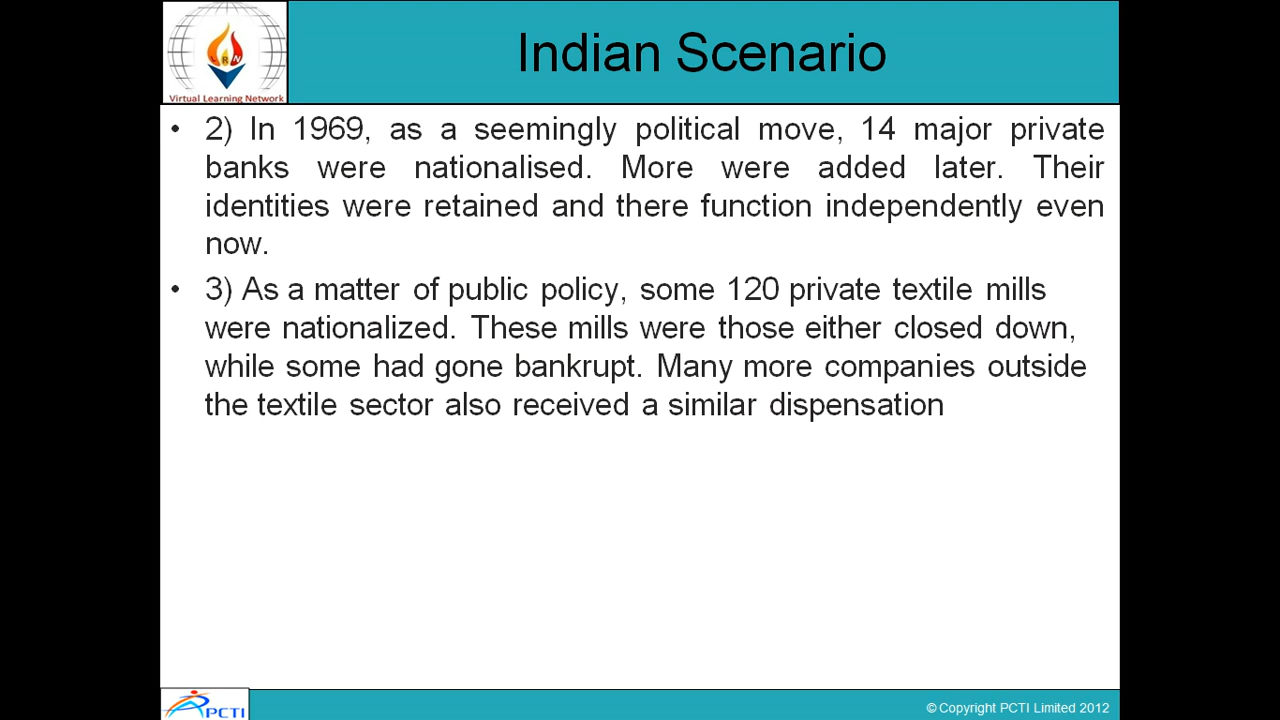 Indian Scenario
LRN
Virtual Learning Network
• 2) In 1969, as a seemingly political move, 14 major private
banks were nationalised. More were added later. Their
identities were retained and there function independently even
now.
• 3) As a matter of public policy, some 120 private textile mills
were nationalized. These mills were those either closed down,
while some had gone bankrupt. Many more companies outside
the textile sector also received a similar dispensation
PCTI
© Copyright PCTI Limited 2012